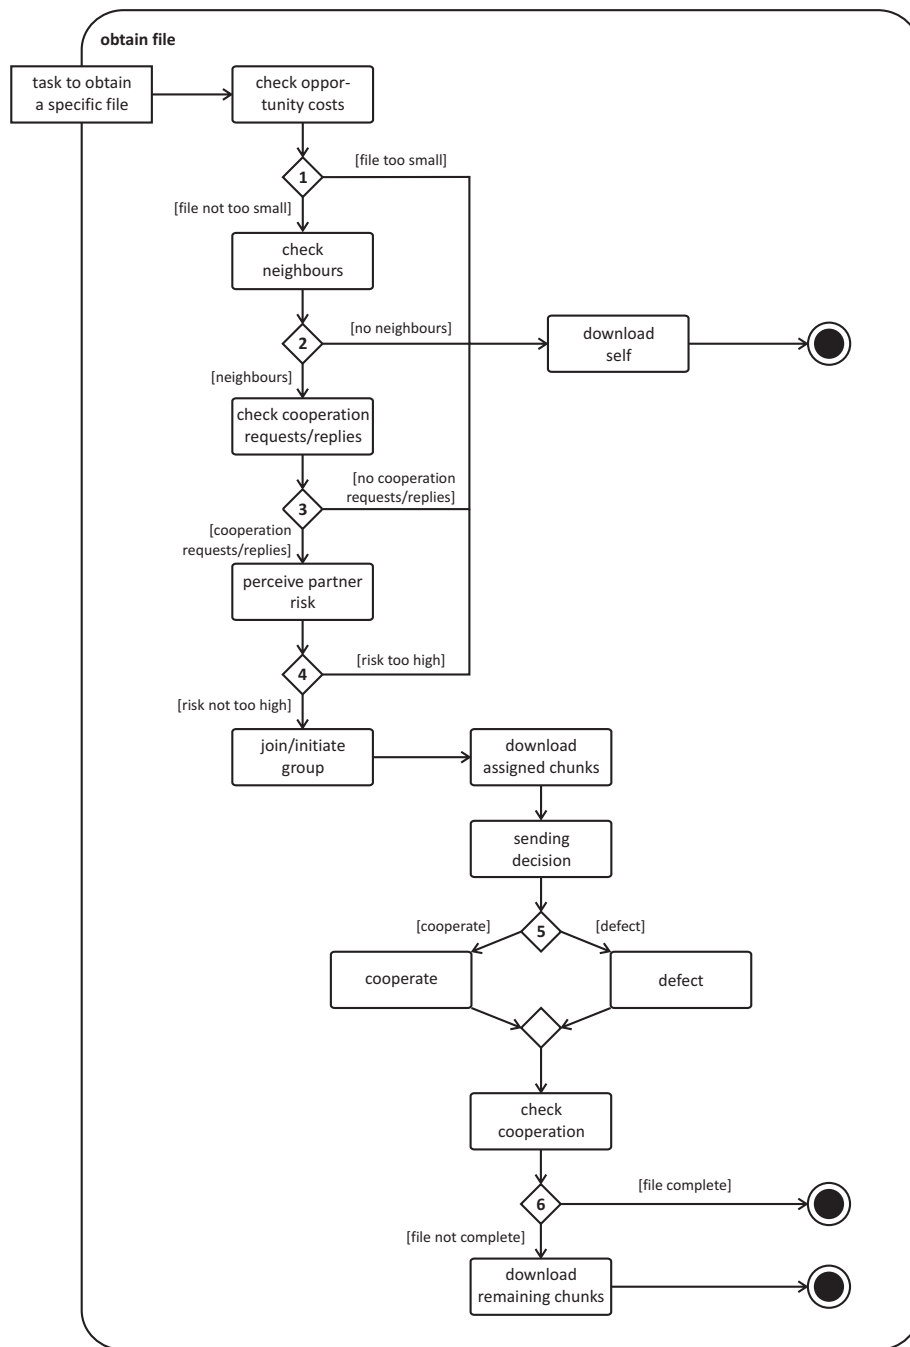 obtain file
task to obtain
a specific file
check oppor-
tunity costs
[file too small]
1
[file not too small]
check
neighbours
[no neighbours]
2
download
self
[neighbours]
check cooperation
requests/replies
[no cooperation
requests/replies]
3
[cooperation
requests/replies]
perceive partner
risk
[risk too high]
4
[risk not too high]
join/initiate
group
download
assigned chunks
sending
decision
[cooperate]
[defect]
5
cooperate
defect
check
cooperation
[file complete]
6
[file not complete]
download
remaining chunks